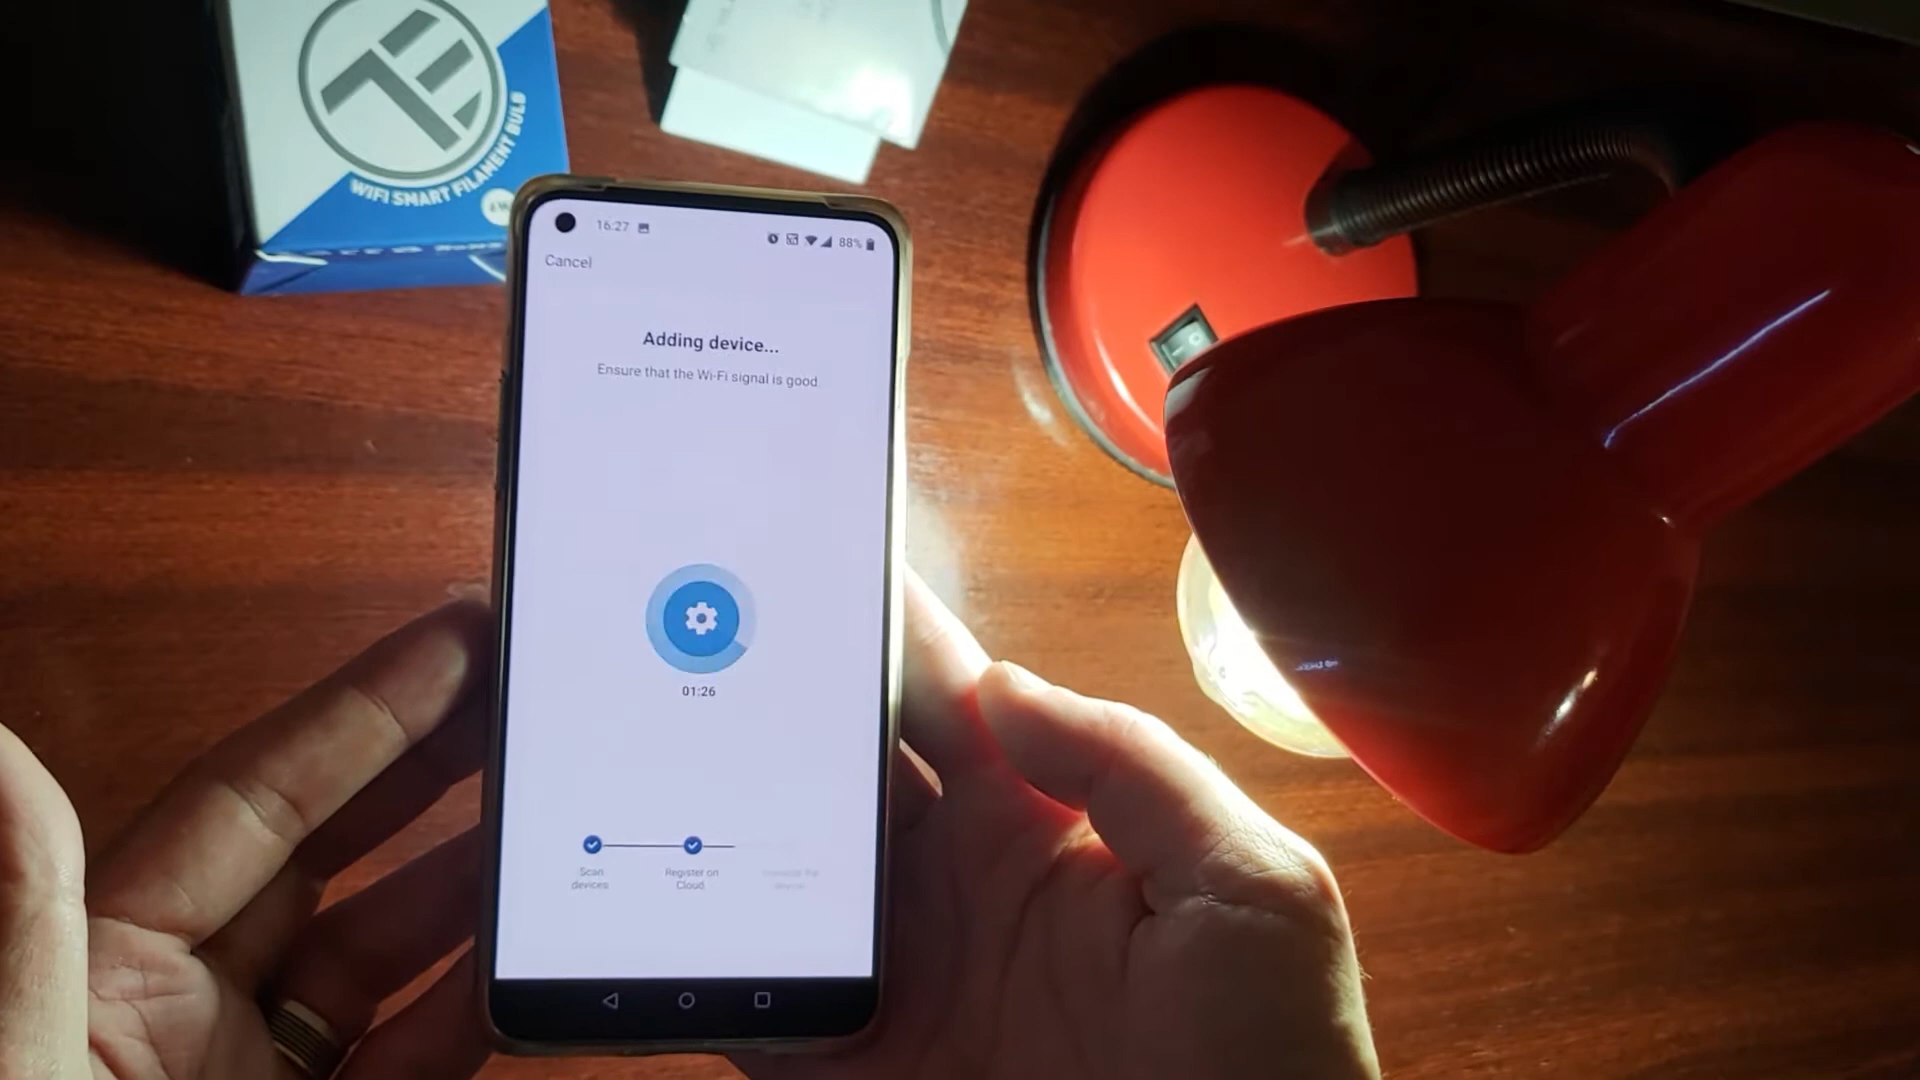 WIFI SMART FILAMENT BULB
16:27
88%
Cancel
Adding device...
Ensure that the Wi-Fi signal is good
01:26
Scan
devices
Register on
Cloud